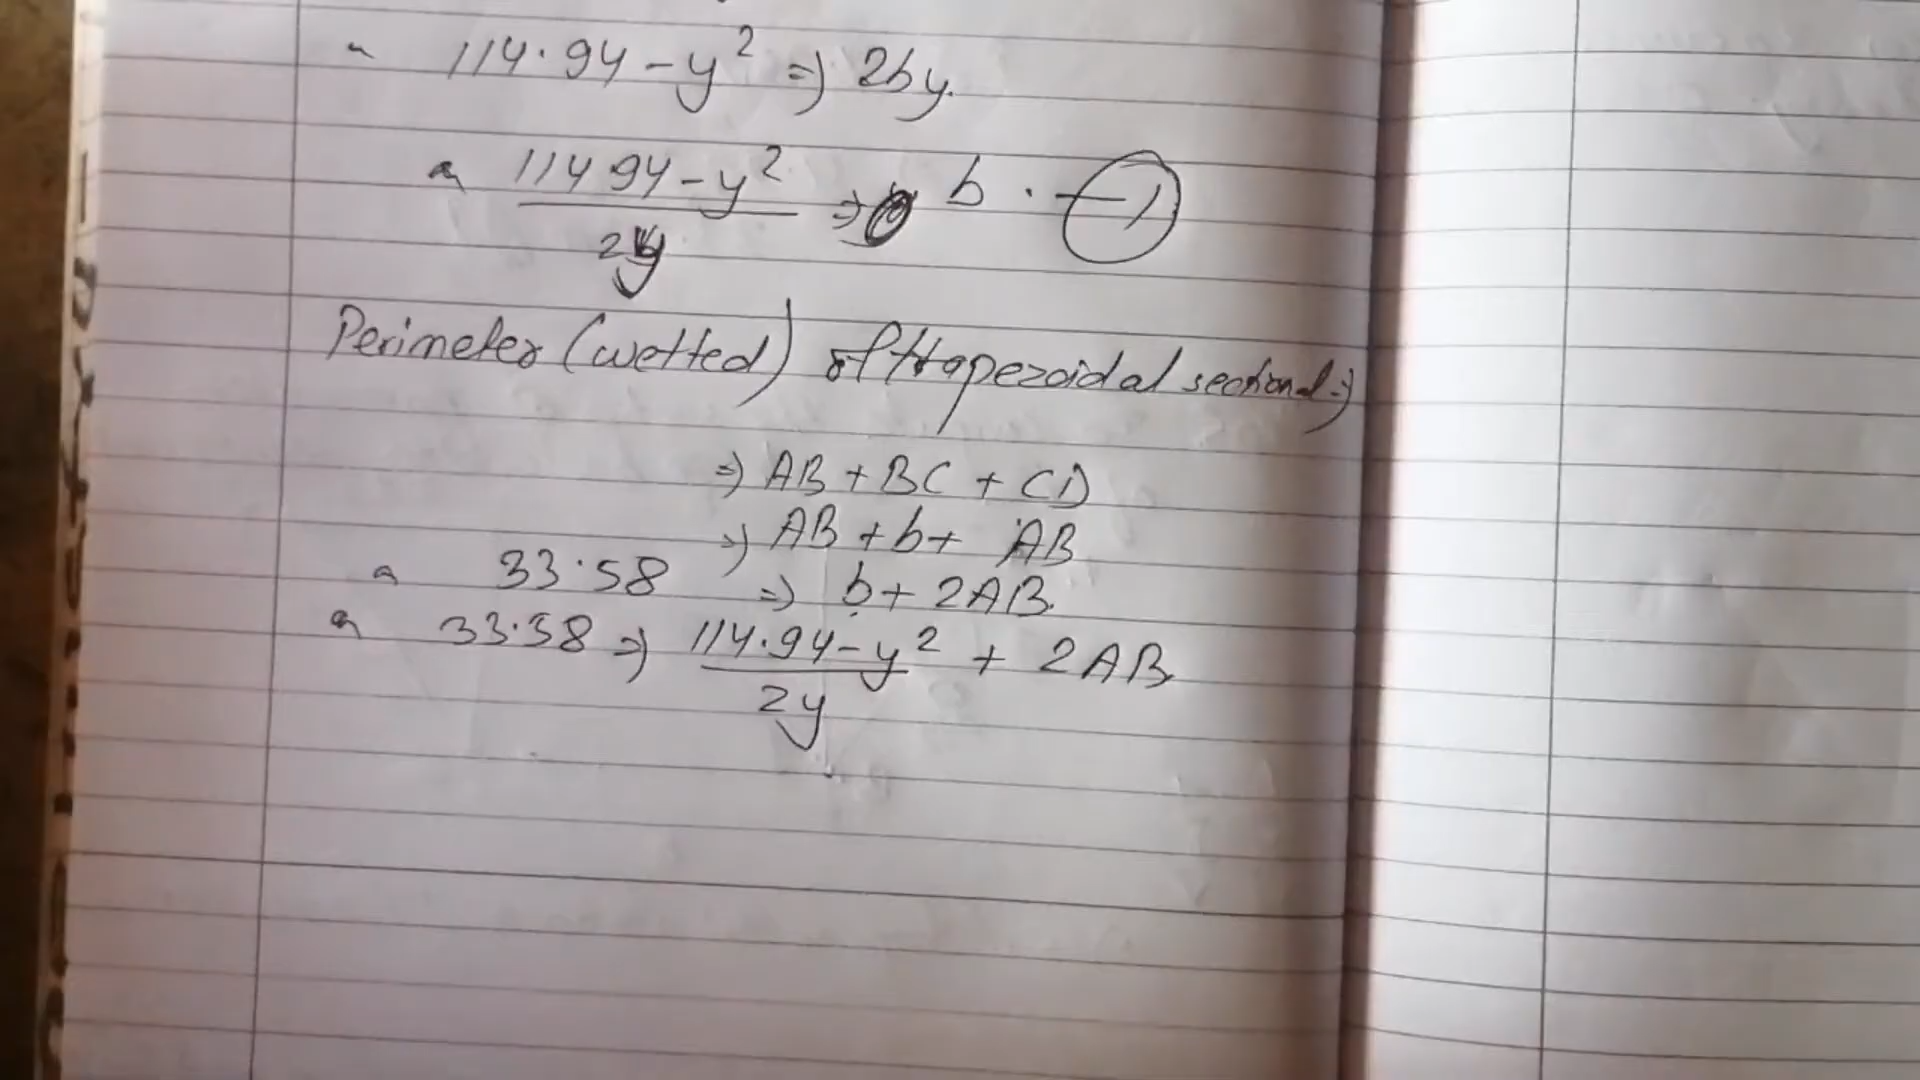 114.94 - y² => 2by.
114 94 - y² / 2y => b . — 1
Perimeter (wetted) of trapezoidal sectional :-)
=> AB + BC + CD
=> AB + b + AB
33.58 => b + 2AB.
33.58 => 114.94 - y² / 2y + 2AB.